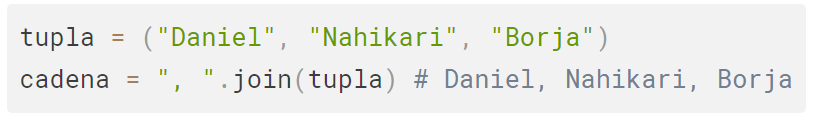 tupla = ("Daniel", "Nahikari", "Borja")
cadena = ", ".join(tupla) # Daniel, Nahikari, Borja